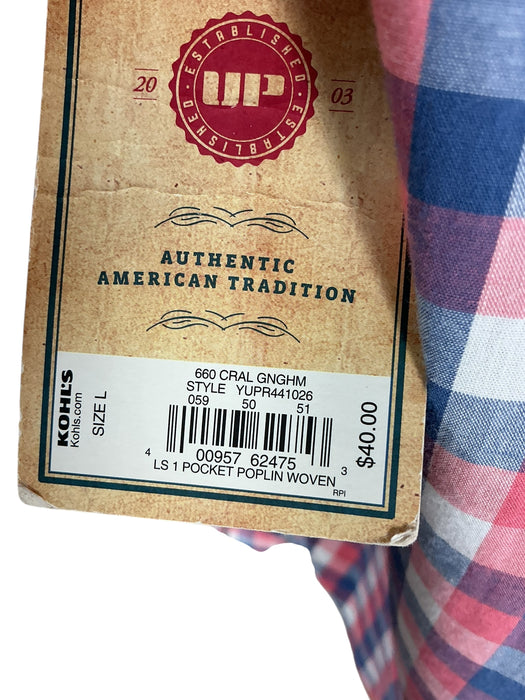 ESTABLISHED
20 UP 03
ESTABLISHED
AUTHENTIC
AMERICAN TRADITION
KOHL'S
Kohls.com
SIZE L
660 CRAL GNGHM
STYLE YUPR441026
059 50 51
4 00957 62475 3
LS 1 POCKET POPLIN WOVEN
RPI
$40.00